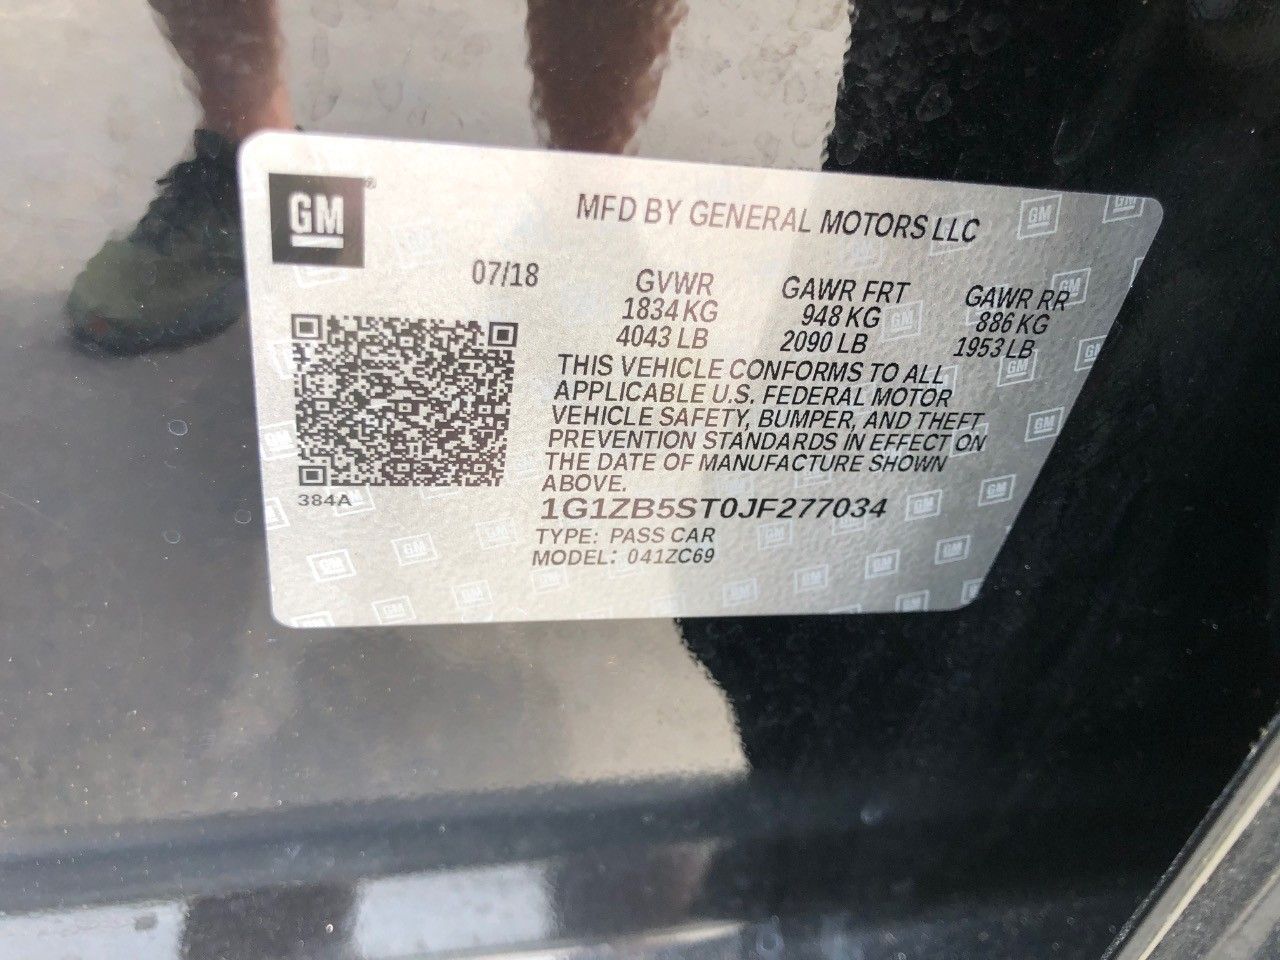 GM
MFD BY GENERAL MOTORS LLC
07/18
GVWR GAWR FRT GAWR RR
1834 KG 948 KG 886 KG
4043 LB 2090 LB 1953 LB
THIS VEHICLE CONFORMS TO ALL
APPLICABLE U.S. FEDERAL MOTOR
VEHICLE SAFETY, BUMPER, AND THEFT
PREVENTION STANDARDS IN EFFECT ON
THE DATE OF MANUFACTURE SHOWN
ABOVE.
384A
1G1ZB5ST0JF277034
TYPE: PASS CAR
MODEL: 041ZC69